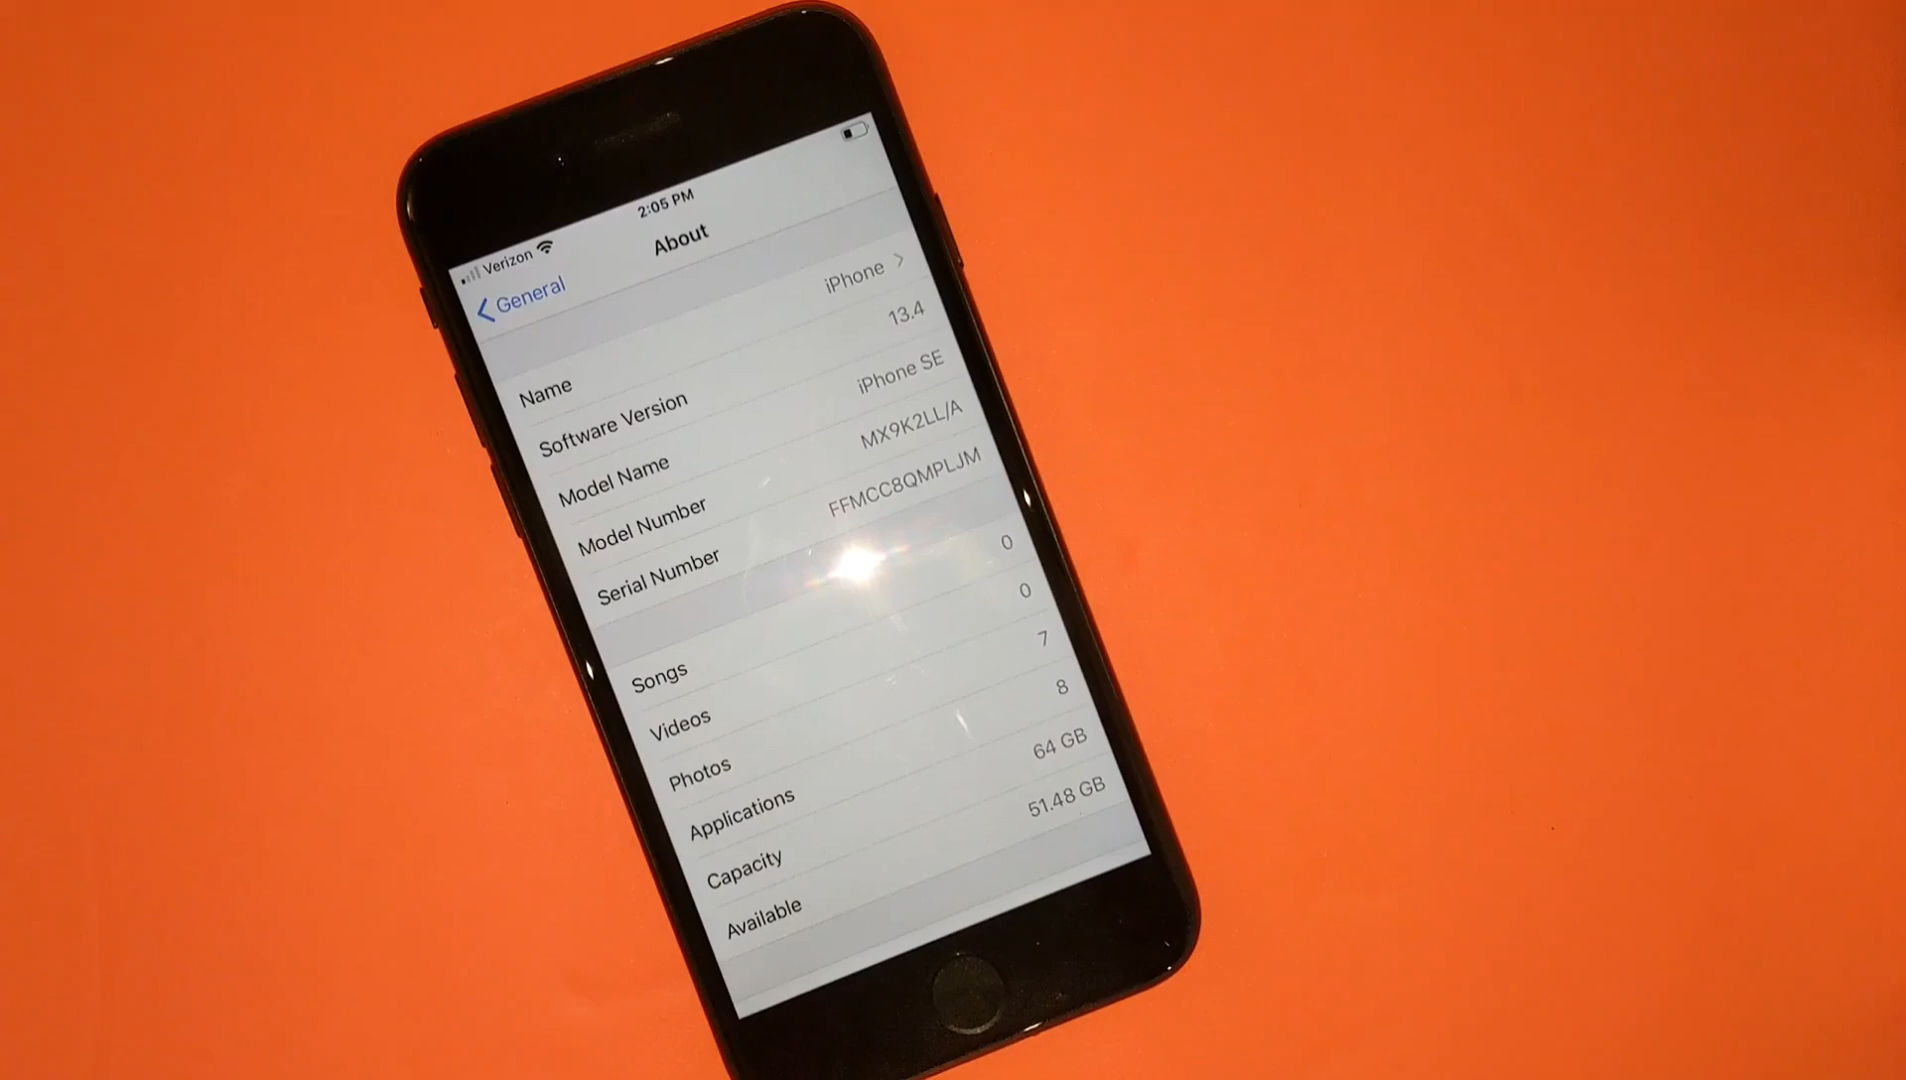 Verizon 2:05 PM
General About
Name iPhone
Software Version 13.4
Model Name iPhone SE
Model Number MX9K2LL/A
Serial Number FFMCC8QMPLJM
Songs 0
Videos 0
Photos 7
Applications 8
Capacity 64 GB
Available 51.48 GB